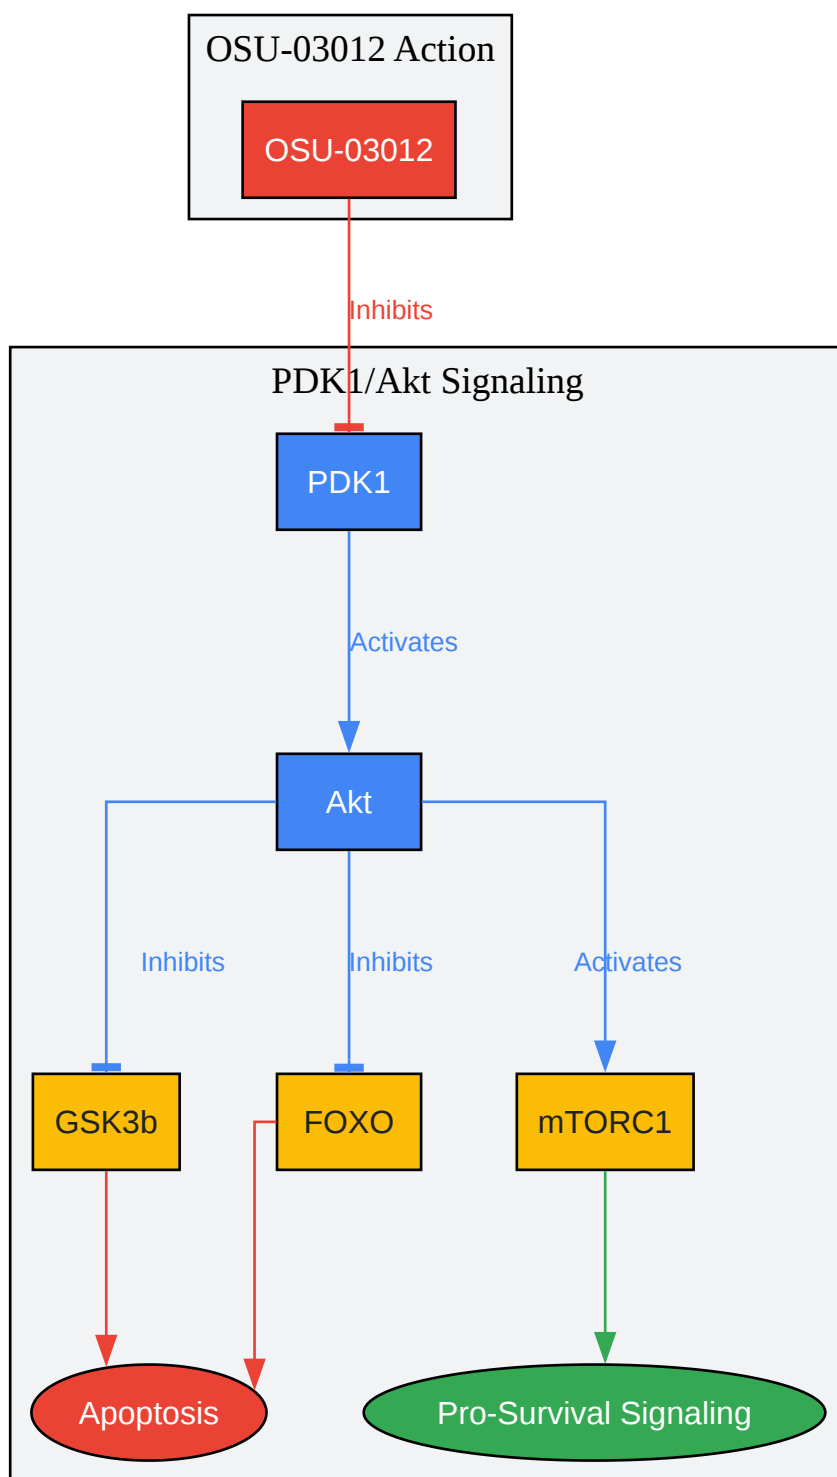 OSU-03012 Action
OSU-03012
Inhibits
PDK1/Akt Signaling
PDK1
Activates
Akt
Inhibits
Inhibits
Activates
GSK3b
FOXO
mTORC1
Apoptosis
Pro-Survival Signaling